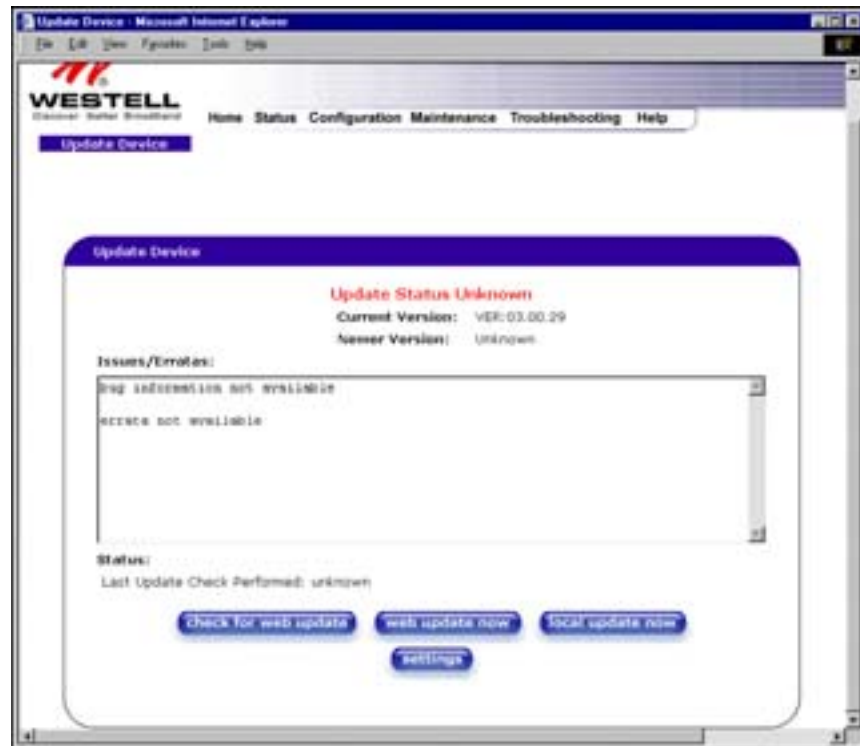 Update Device - Microsoft Internet Explorer
File Edit View Favorites Tools Help
WESTELL
Discover Better Broadband
Home Status Configuration Maintenance Troubleshooting Help
Update Device
Update Device
Update Status Unknown
Current Version: VER:03.00.29
Newer Version: Unknown
Issues/Erratas:
bug information not available
errata not available
Status:
Last Update Check Performed: unknown
check for web update web update now local update now
settings